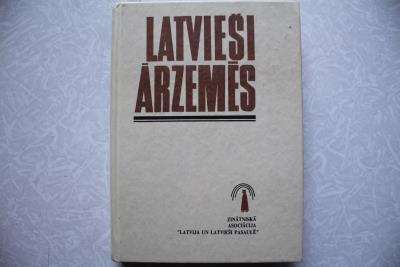 LATVIEŠI
ĀRZEMĒS
ZINĀTNISKĀ
ASOCIĀCIJA
"LATVIJA UN LATVIEŠI PASAULĒ"